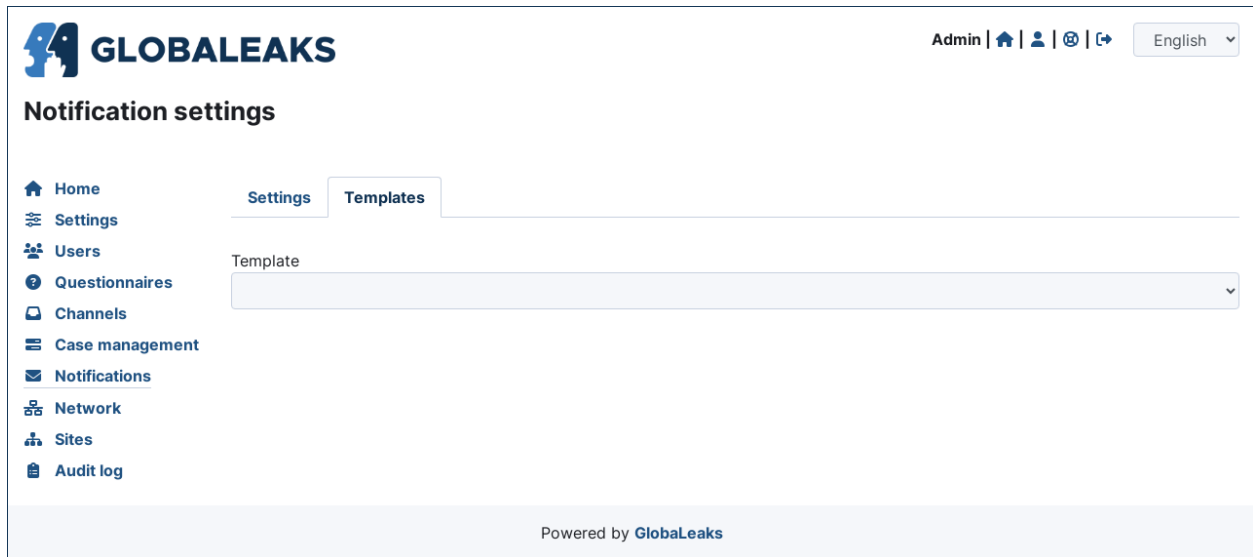 GLOBALEAKS
Admin | | | |
English
Notification settings
Home
Settings
Users
Questionnaires
Channels
Case management
Notifications
Network
Sites
Audit log
Settings
Templates
Template
Powered by GlobaLeaks